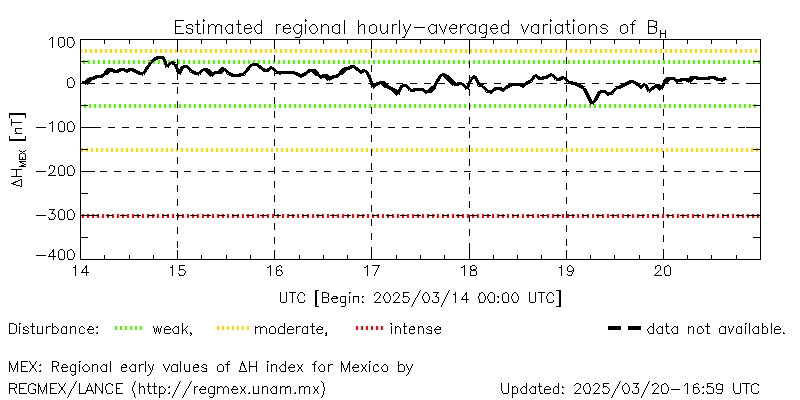 Estimated regional hourly-averaged variations of B_H
100
0
-100
-200
-300
-400
ΔH_MEX [nT]
14 15 16 17 18 19 20
UTC [Begin: 2025/03/14 00:00 UTC]
Disturbance: weak, moderate, intense data not available.
MEX: Regional early values of ΔH index for Mexico by
REGMEX/LANCE (http://regmex.unam.mx) Updated: 2025/03/20-16:59 UTC